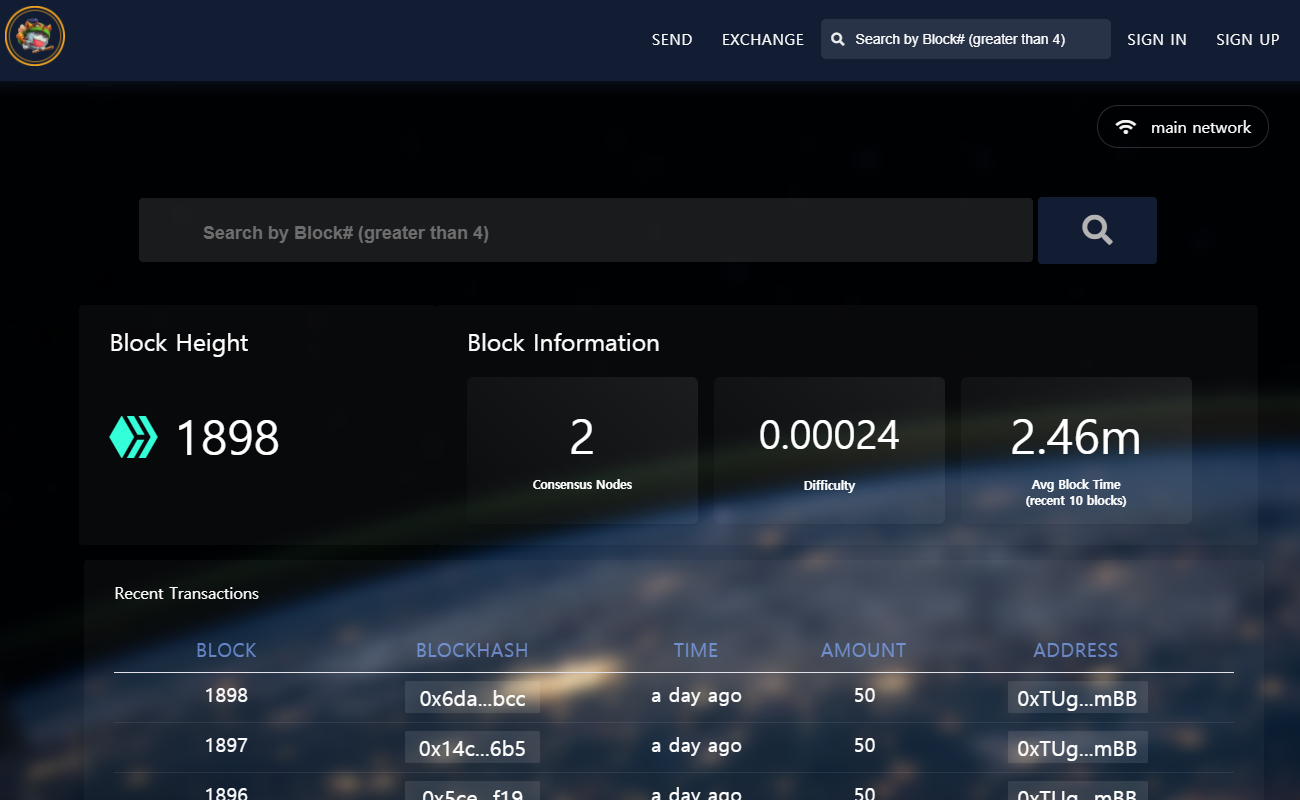 SEND EXCHANGE Search by Block# (greater than 4) SIGN IN SIGN UP
main network
Search by Block# (greater than 4)
Block Height
1898
Block Information
2
Consensus Nodes
0.00024
Difficulty
2.46m
Avg Block Time
(recent 10 blocks)
Recent Transactions
BLOCK BLOCKHASH TIME AMOUNT ADDRESS
1898 0x6da...bcc a day ago 50 0xTUg...mBB
1897 0x14c...6b5 a day ago 50 0xTUg...mBB
1896 0x5ce...f19 a day ago 50 0xTUg...mBB